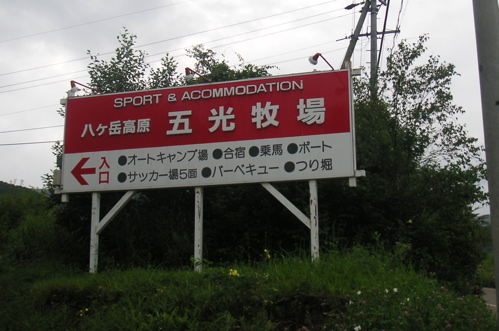 SPORT & ACOMMODATION
八ケ岳高原 五光牧場
入口
●オートキャンプ場 ●合宿 ●乗馬 ●ボート
●サッカー場5面 ●バーベキュー ●つり堀